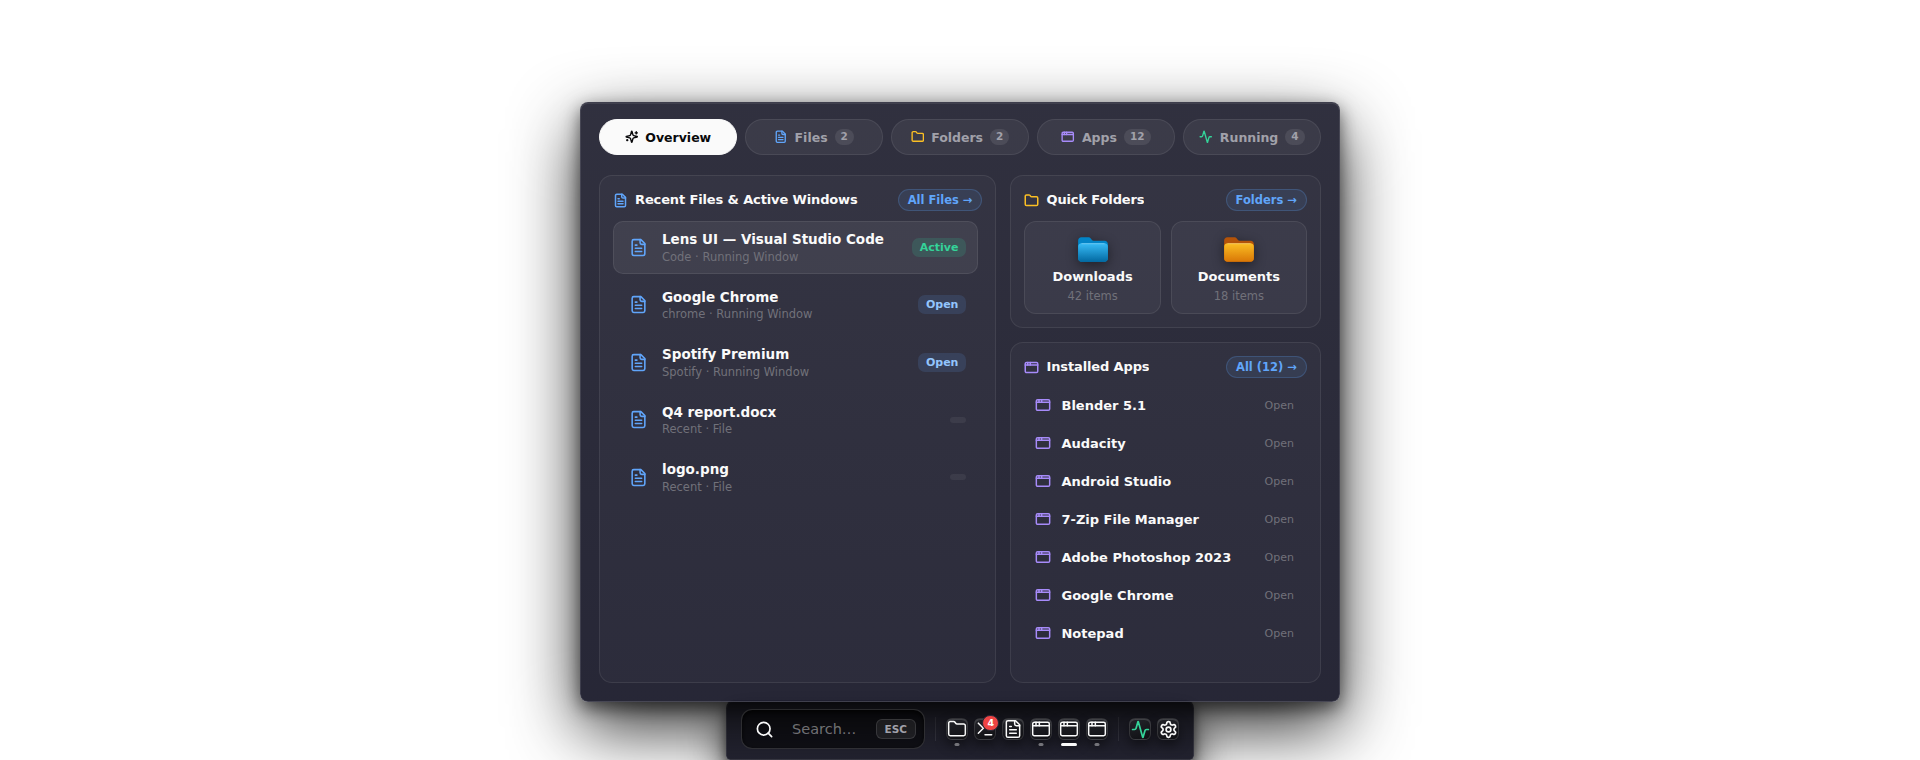 Overview
Files 2
Folders 2
Apps 12
Running 4
Recent Files & Active Windows
All Files →
Lens UI — Visual Studio Code
Code · Running Window
Active
Google Chrome
chrome · Running Window
Open
Spotify Premium
Spotify · Running Window
Open
Q4 report.docx
Recent · File
logo.png
Recent · File
Quick Folders
Folders →
Downloads
42 items
Documents
18 items
Installed Apps
All (12) →
Blender 5.1
Open
Audacity
Open
Android Studio
Open
7-Zip File Manager
Open
Adobe Photoshop 2023
Open
Google Chrome
Open
Notepad
Open
Search...
ESC
4